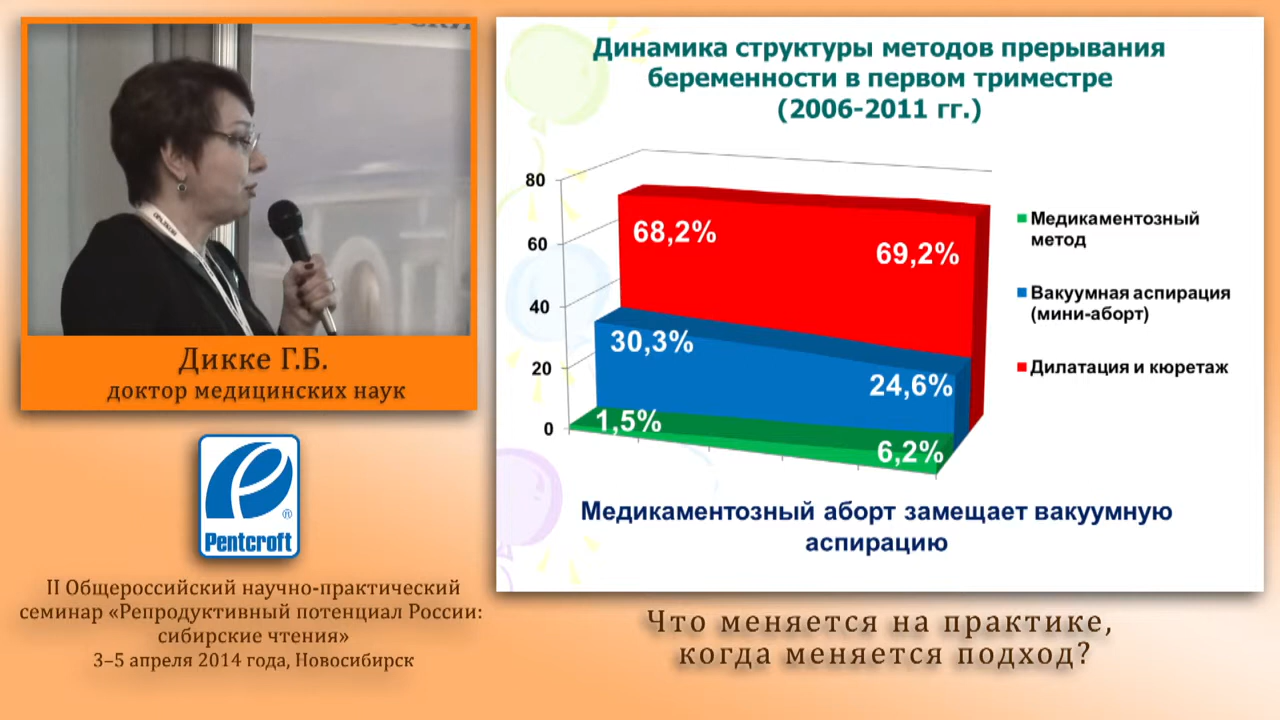 Дикке Г.Б.
доктор медицинских наук
Pentcroft
®
II Общероссийский научно-практический
семинар «Репродуктивный потенциал России:
сибирские чтения»
3–5 апреля 2014 года, Новосибирск
Динамика структуры методов прерывания
беременности в первом триместре
(2006-2011 гг.)
80
60
40
20
0
68,2%
69,2%
30,3%
24,6%
1,5%
6,2%
Медикаментозный
метод
Вакуумная аспирация
(мини-аборт)
Дилатация и кюретаж
Медикаментозный аборт замещает вакуумную
аспирацию
Что меняется на практике,
когда меняется подход?